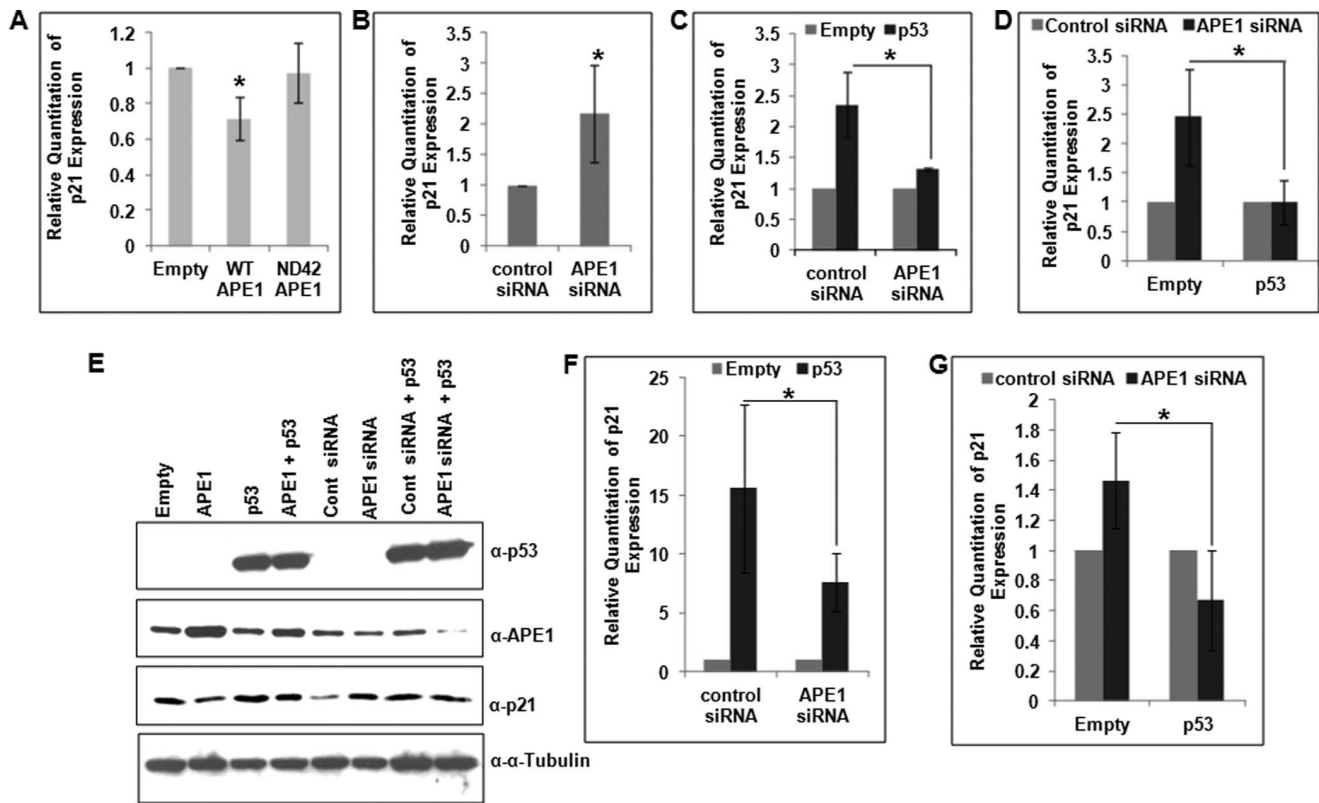 A
Relative Quantitation of
p21 Expression
1.2
1
0.8
0.6
0.4
0.2
0
*
Empty
WT
APE1
ND42
APE1
B
Relative Quantitation of
p21 Expression
3.5
3
2.5
2
1.5
1
0.5
0
*
control
siRNA
APE1
siRNA
C
Empty
p53
Relative Quantitation of
p21 Expression
3.5
3
2.5
2
1.5
1
0.5
0
*
control
siRNA
APE1
siRNA
D
Control siRNA
APE1 siRNA
Relative Quantitation of
p21 Expression
3.5
3
2.5
2
1.5
1
0.5
0
*
Empty
p53
E
Empty
APE1
p53
APE1 + p53
Cont siRNA
APE1 siRNA
Cont siRNA + p53
APE1 siRNA + p53
α-p53
α-APE1
α-p21
α-α-Tubulin
F
Empty
p53
Relative Quantitation of p21
Expression
25
20
15
10
5
0
*
control
siRNA
APE1
siRNA
G
control siRNA
APE1 siRNA
Relative Quantitation of p21
Expression
2
1.8
1.6
1.4
1.2
1
0.8
0.6
0.4
0.2
0
*
Empty
p53